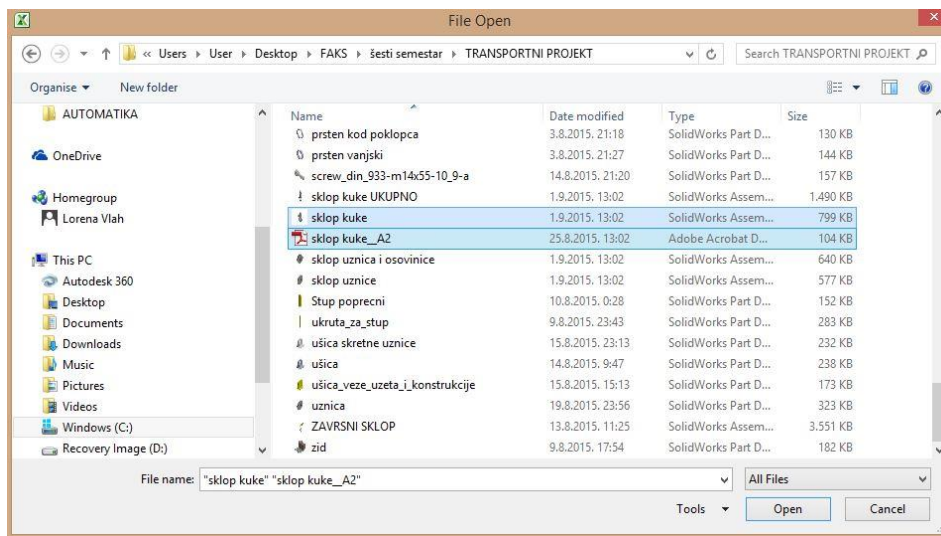 File Open
« Users Users User Desktop FAKS šesti semestar TRANSPORTNI PROJEKT Search TRANSPORTNI PROJEKT
Organise New folder
AUTOMATIKA
OneDrive
Homegroup
Lorena Vlah
This PC
Autodesk 360
Desktop
Documents
Downloads
Music
Pictures
Videos
Windows (C:)
Recovery Image (D:)
Name Date modified Type Size
prsten kod poklopca 3.8.2015. 21:18 SolidWorks Part D... 130 KB
prsten vanjski 3.8.2015. 21:27 SolidWorks Part D... 144 KB
screw_din_933-m14x55-10_9-a 14.8.2015. 21:20 SolidWorks Part D... 157 KB
sklop kuke UKUPNO 1.9.2015. 13:02 SolidWorks Assem... 1.490 KB
sklop kuke 1.9.2015. 13:02 SolidWorks Assem... 799 KB
sklop kuke__A2 25.8.2015. 13:02 Adobe Acrobat D... 104 KB
sklop uznica i osovinice 1.9.2015. 13:02 SolidWorks Assem... 640 KB
sklop uznice 1.9.2015. 13:02 SolidWorks Assem... 577 KB
Stup poprecni 10.8.2015. 0:28 SolidWorks Part D... 152 KB
ukruta_za_stup 9.8.2015. 23:43 SolidWorks Part D... 283 KB
ušica skretne uznice 15.8.2015. 23:13 SolidWorks Part D... 232 KB
ušica 14.8.2015. 9:47 SolidWorks Part D... 238 KB
ušica_veze_uzeta_i_konstrukcije 15.8.2015. 15:13 SolidWorks Part D... 173 KB
uznica 19.8.2015. 23:56 SolidWorks Part D... 323 KB
ZAVRSNI SKLOP 13.8.2015. 11:25 SolidWorks Assem... 3.551 KB
zid 9.8.2015. 17:54 SolidWorks Part D... 182 KB
File name: "sklop kuke" "sklop kuke__A2" All Files
Tools Open Cancel